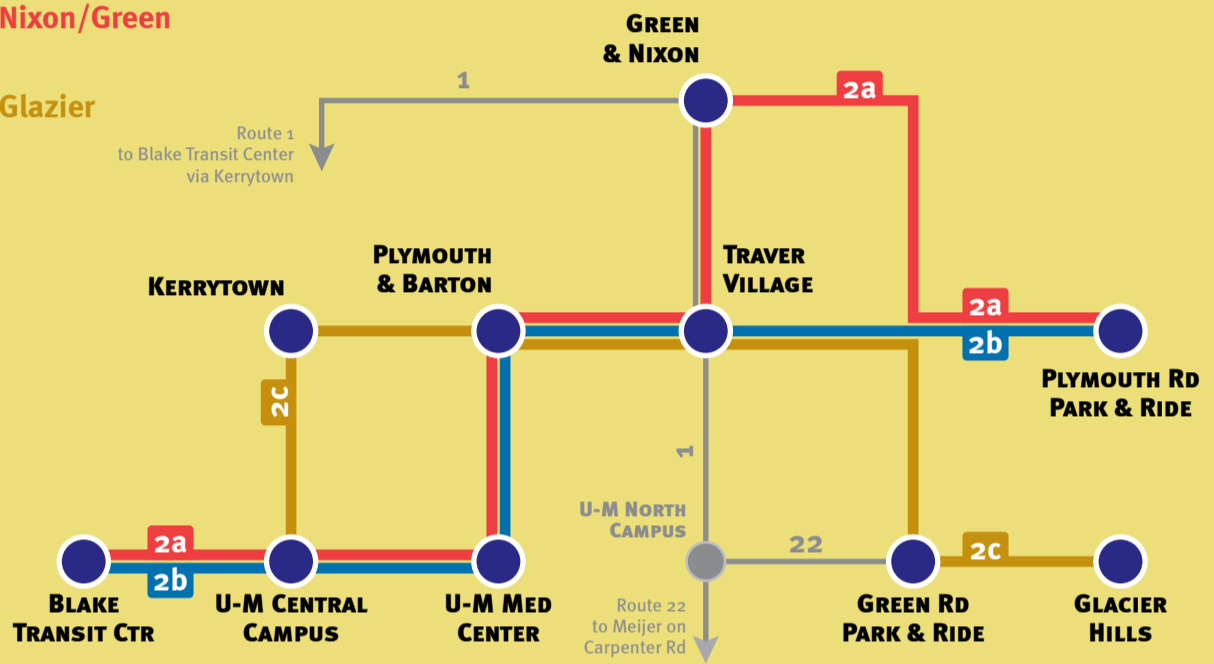 Nixon/Green
Glazier
Green
& Nixon
1
2a
Route 1
to Blake Transit Center
via Kerrytown
Plymouth
& Barton
Traver
Village
Kerrytown
2a
2b
Plymouth Rd
Park & Ride
2c
1
U-M North
Campus
2a
2b
22
2c
Blake
Transit Ctr
U-M Central
Campus
U-M Med
Center
Route 22
to Meijer on
Carpenter Rd
Green Rd
Park & Ride
Glacier
Hills